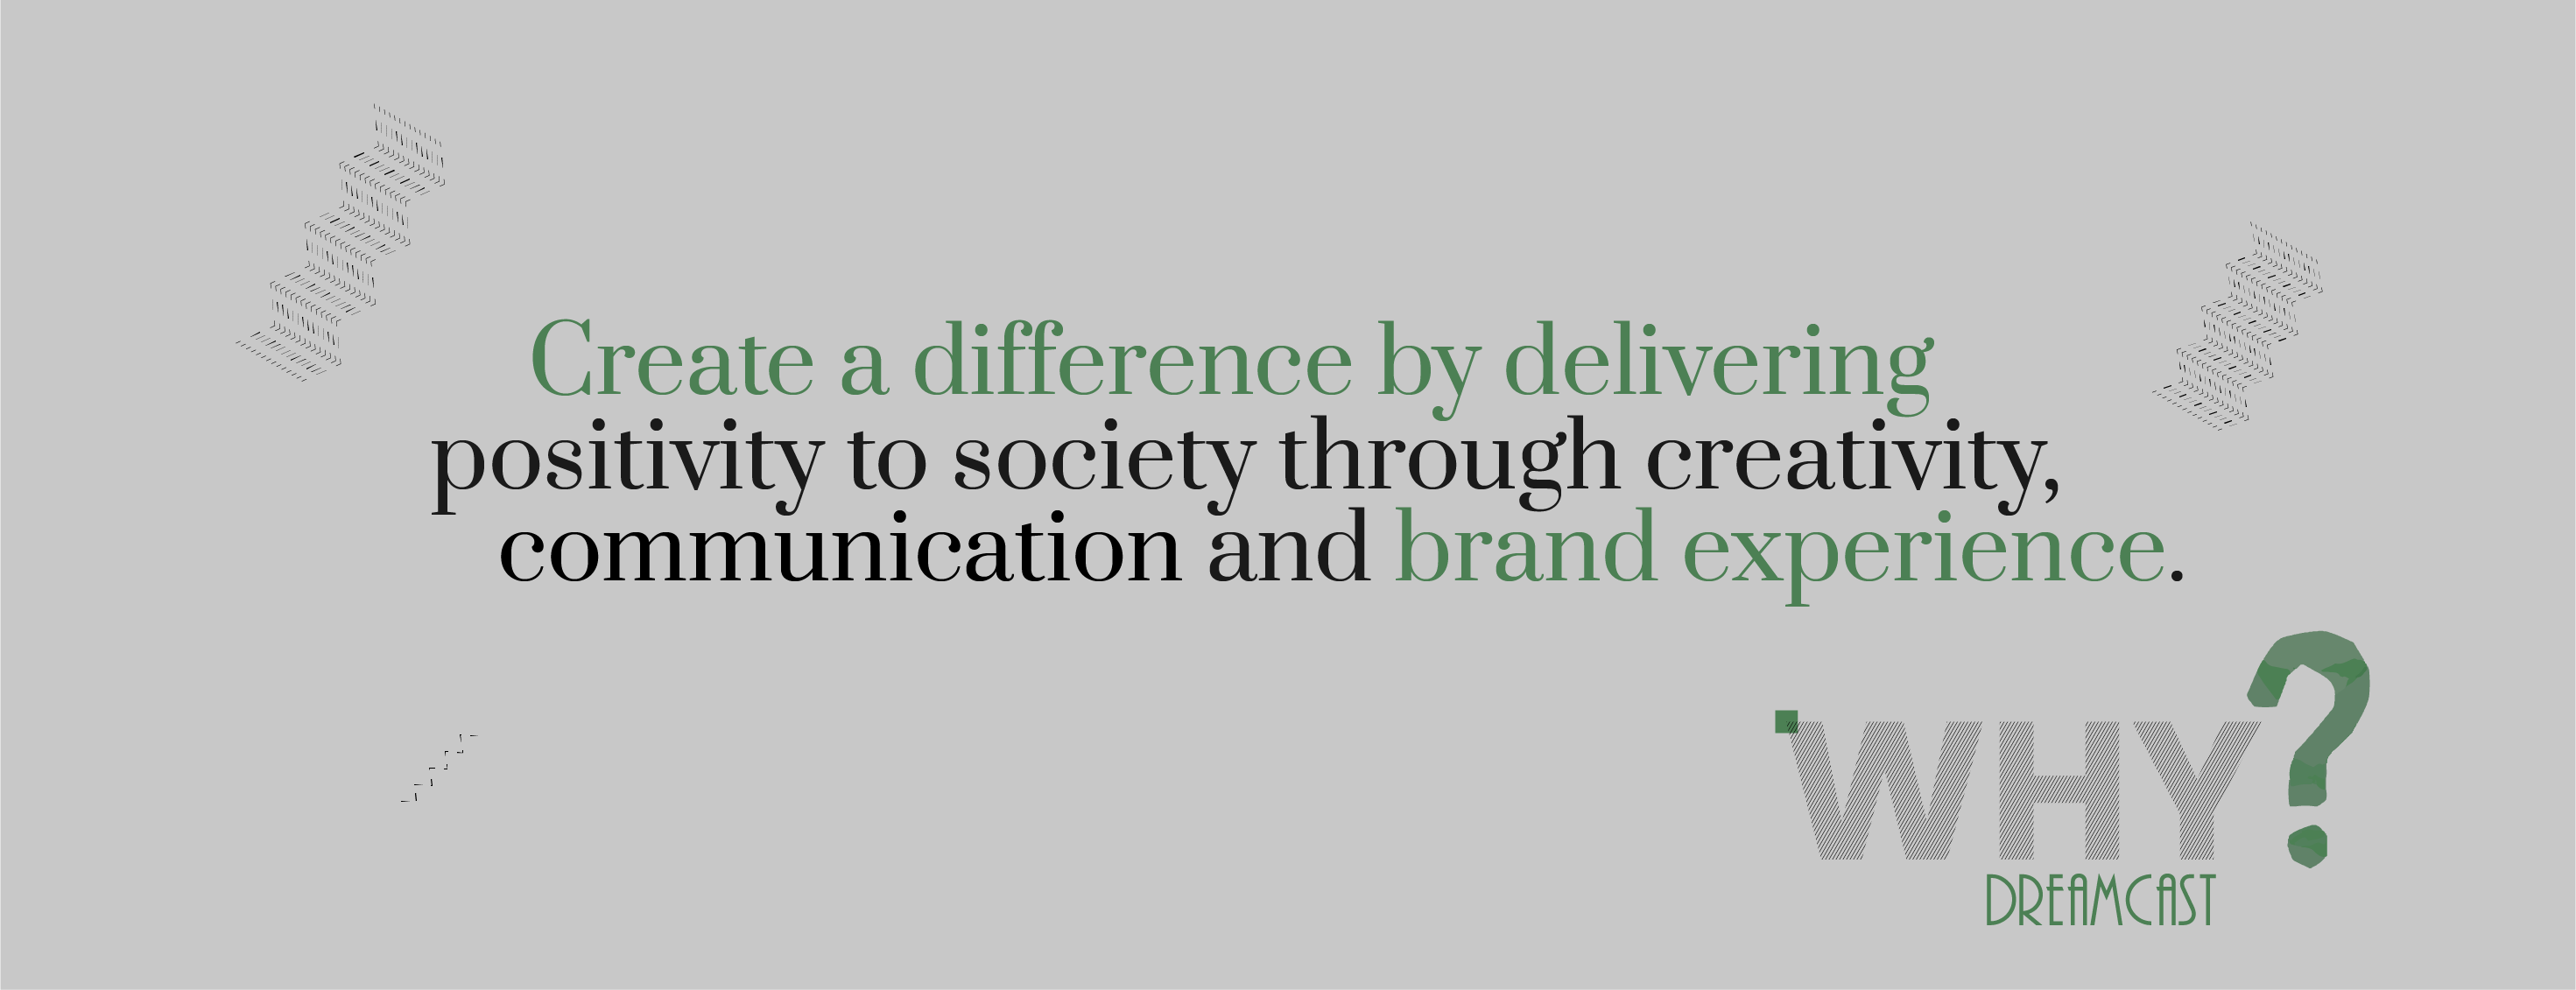 Create a difference by delivering
positivity to society through creativity,
communication and brand experience.
WHY?
DREAMCAST